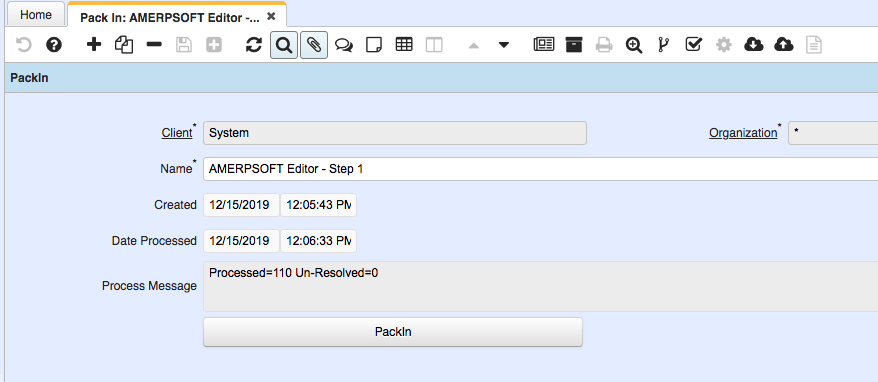 Home
Pack In: AMERPSOFT Editor -...
PackIn
Client* System Organization* *
Name* AMERPSOFT Editor - Step 1
Created 12/15/2019 12:05:43 PM
Date Processed 12/15/2019 12:06:33 PM
Process Message Processed=110 Un-Resolved=0
PackIn